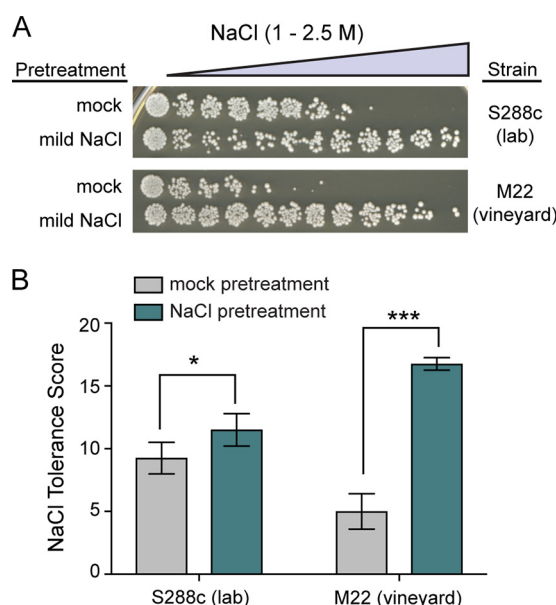 A
NaCl (1 - 2.5 M)
Pretreatment
Strain
mock
mild NaCl
S288c
(lab)
mock
mild NaCl
M22
(vineyard)
B
mock pretreatment
NaCl pretreatment
NaCl Tolerance Score
20
15
10
5
0
*
***
S288c (lab)
M22 (vineyard)